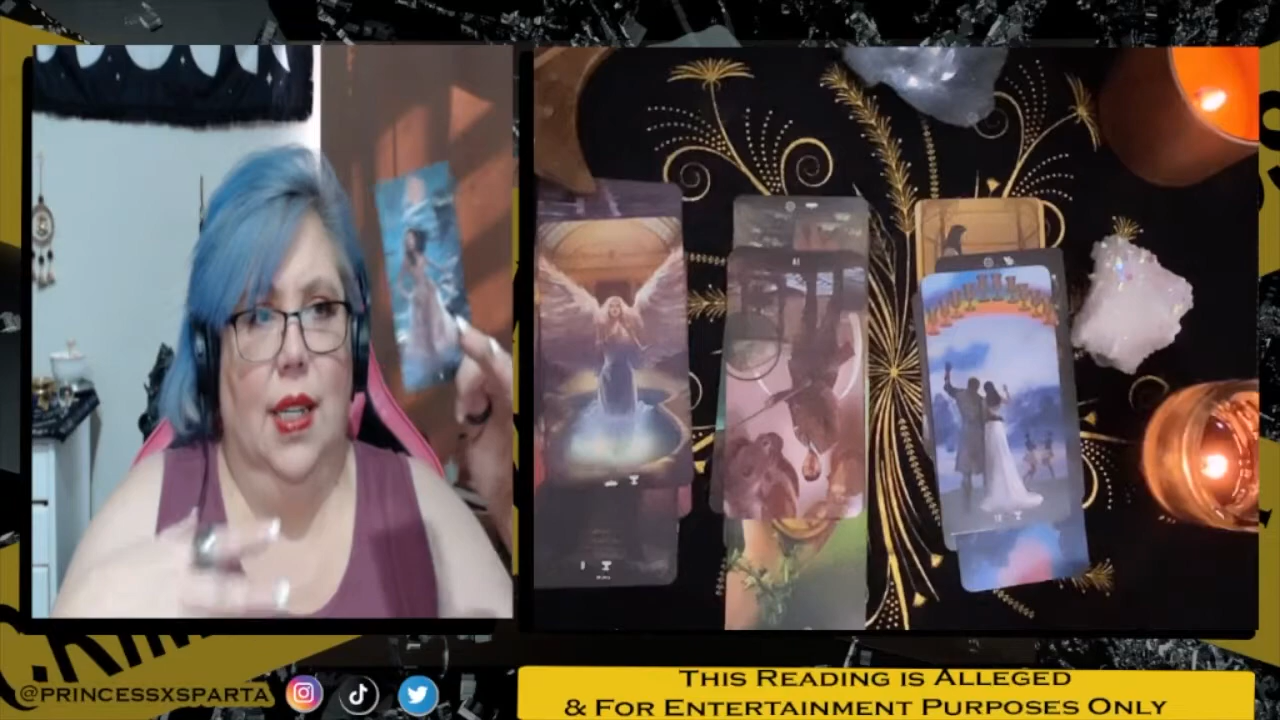 @PRINCESSXSPARTA
THIS READING IS ALLEGED
& FOR ENTERTAINMENT PURPOSES ONLY